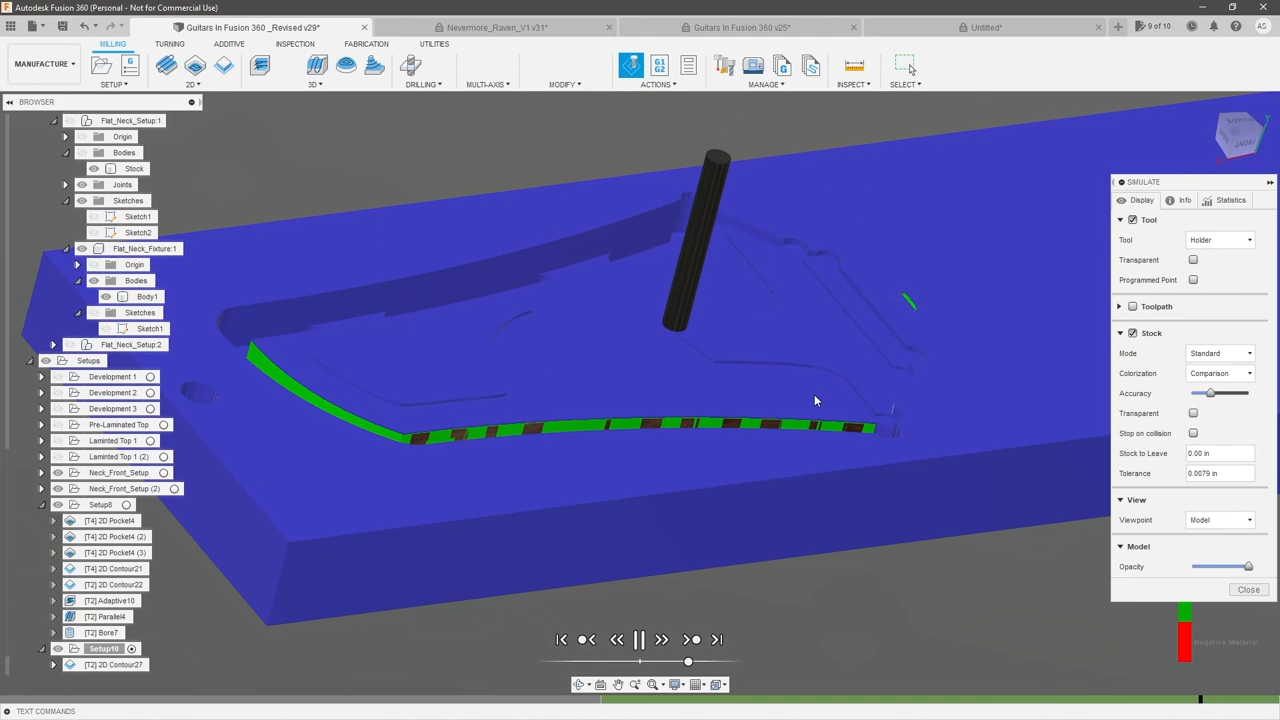 Autodesk Fusion 360 (Personal - Not for Commercial Use)
Guitars In Fusion 360 _Revised v29*
Nevermore_Raven_V1 v31*
Guitars In Fusion 360 v25*
Untitled*
9 of 10
AS
MILLING
TURNING
ADDITIVE
INSPECTION
FABRICATION
UTILITIES
MANUFACTURE
G1
G2
SETUP
2D
3D
DRILLING
MULTI-AXIS
MODIFY
ACTIONS
MANAGE
INSPECT
SELECT
BROWSER
Flat_Neck_Setup:1
Origin
Bodies
Stock
Joints
Sketches
Sketch1
Sketch2
Flat_Neck_Fixture:1
Origin
Bodies
Body1
Sketches
Sketch1
Flat_Neck_Setup:2
Setups
Development 1
Development 2
Development 3
Pre-Laminated Top
Laminted Top 1
Laminted Top 1 (2)
Neck_Front_Setup
Neck_Front_Setup (2)
Setup8
[T4] 2D Pocket4
[T4] 2D Pocket4 (2)
[T4] 2D Pocket4 (3)
[T4] 2D Contour21
[T2] 2D Contour22
[T2] Adaptive10
[T2] Parallel4
[T2] Bore7
Setup10
[T2] 2D Contour27
SIMULATE
Display
Info
Statistics
Tool
Tool
Holder
Transparent
Programmed Point
Toolpath
Stock
Mode
Standard
Colorization
Comparison
Accuracy
Transparent
Stop on collision
Stock to Leave
0.00 in
Tolerance
0.0079 in
View
Viewpoint
Model
Model
Opacity
Close
Negative Material
TEXT COMMANDS